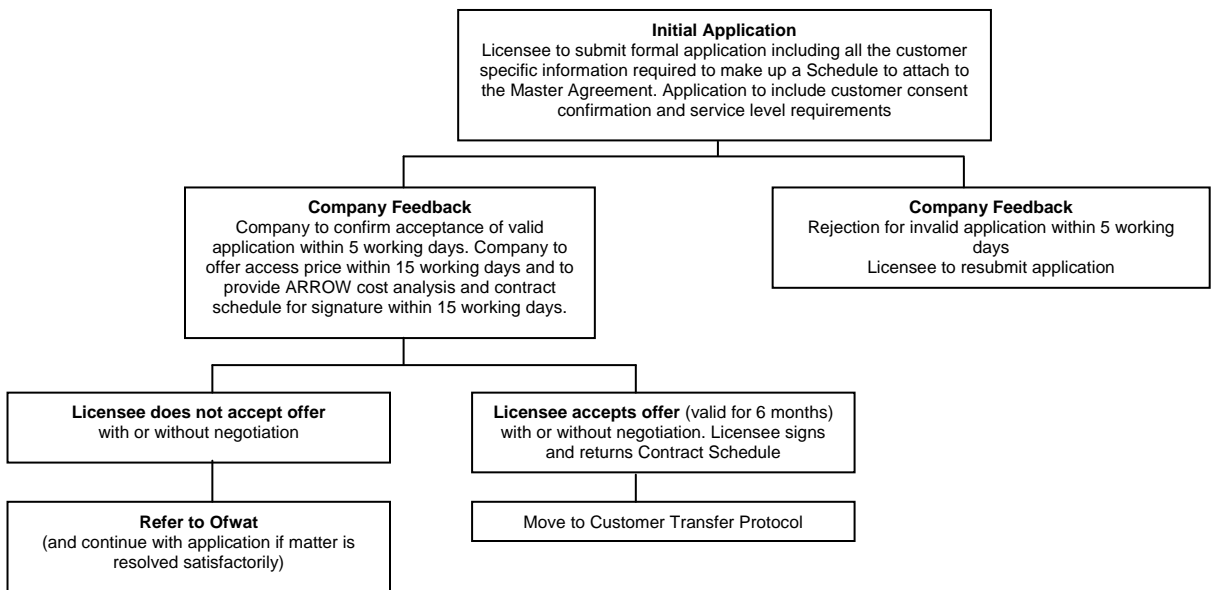 Initial Application
Licensee to submit formal application including all the customer
specific information required to make up a Schedule to attach to
the Master Agreement. Application to include customer consent
confirmation and service level requirements
Company Feedback
Company to confirm acceptance of valid
application within 5 working days. Company to
offer access price within 15 working days and to
provide ARROW cost analysis and contract
schedule for signature within 15 working days.
Company Feedback
Rejection for invalid application within 5 working
days
Licensee to resubmit application
Licensee does not accept offer
with or without negotiation
Licensee accepts offer (valid for 6 months)
with or without negotiation. Licensee signs
and returns Contract Schedule
Refer to Ofwat
(and continue with application if matter is
resolved satisfactorily)
Move to Customer Transfer Protocol